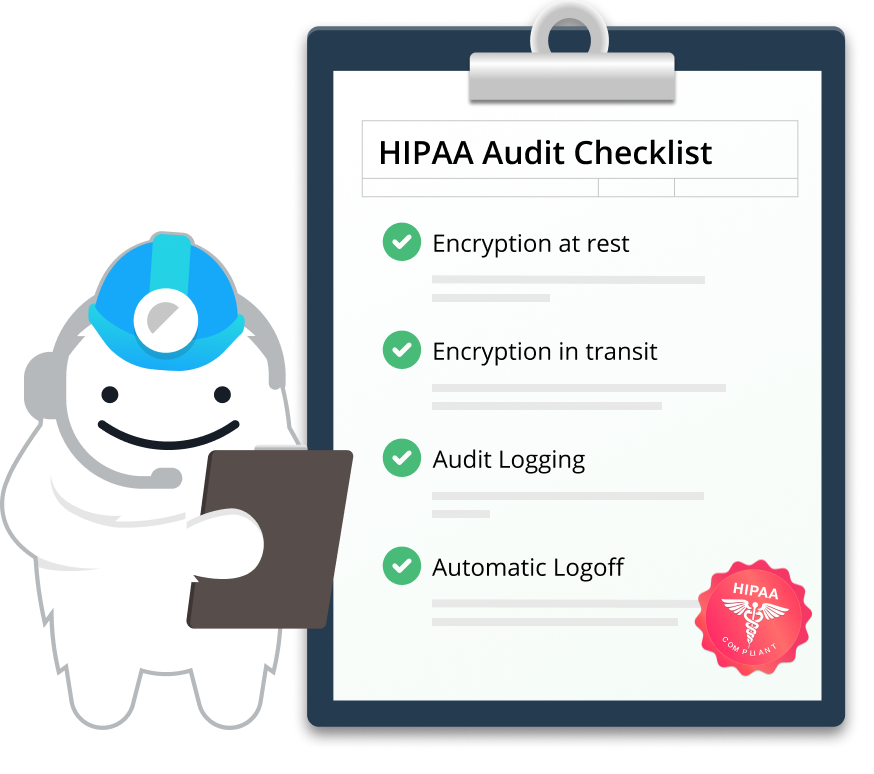 HIPAA Audit Checklist
Encryption at rest
Encryption in transit
Audit Logging
Automatic Logoff
HIPAA
COMPLIANT